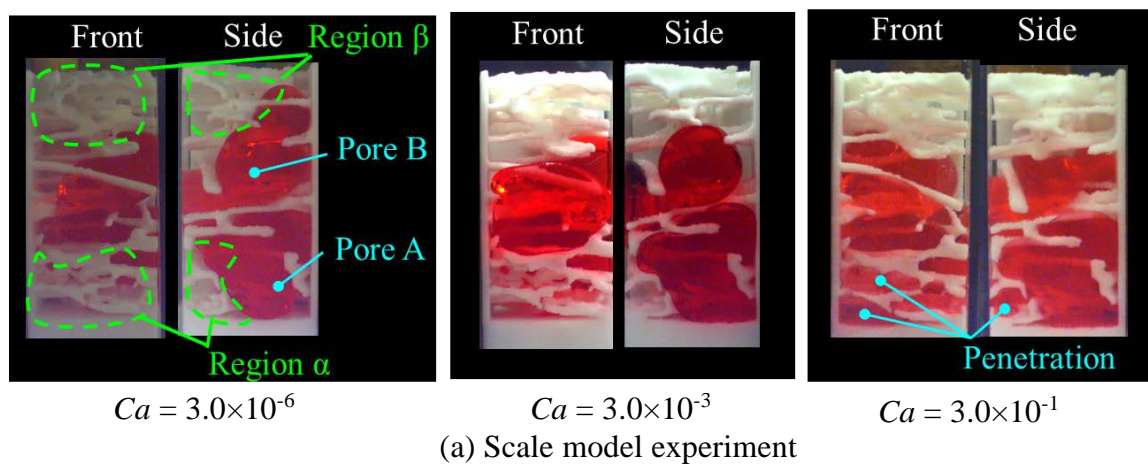 Front Side Region β
Pore B
Pore A
Region α
Front Side
Front Side
Penetration
Ca = 3.0×10⁻⁶ Ca = 3.0×10⁻³ Ca = 3.0×10⁻¹
(a) Scale model experiment